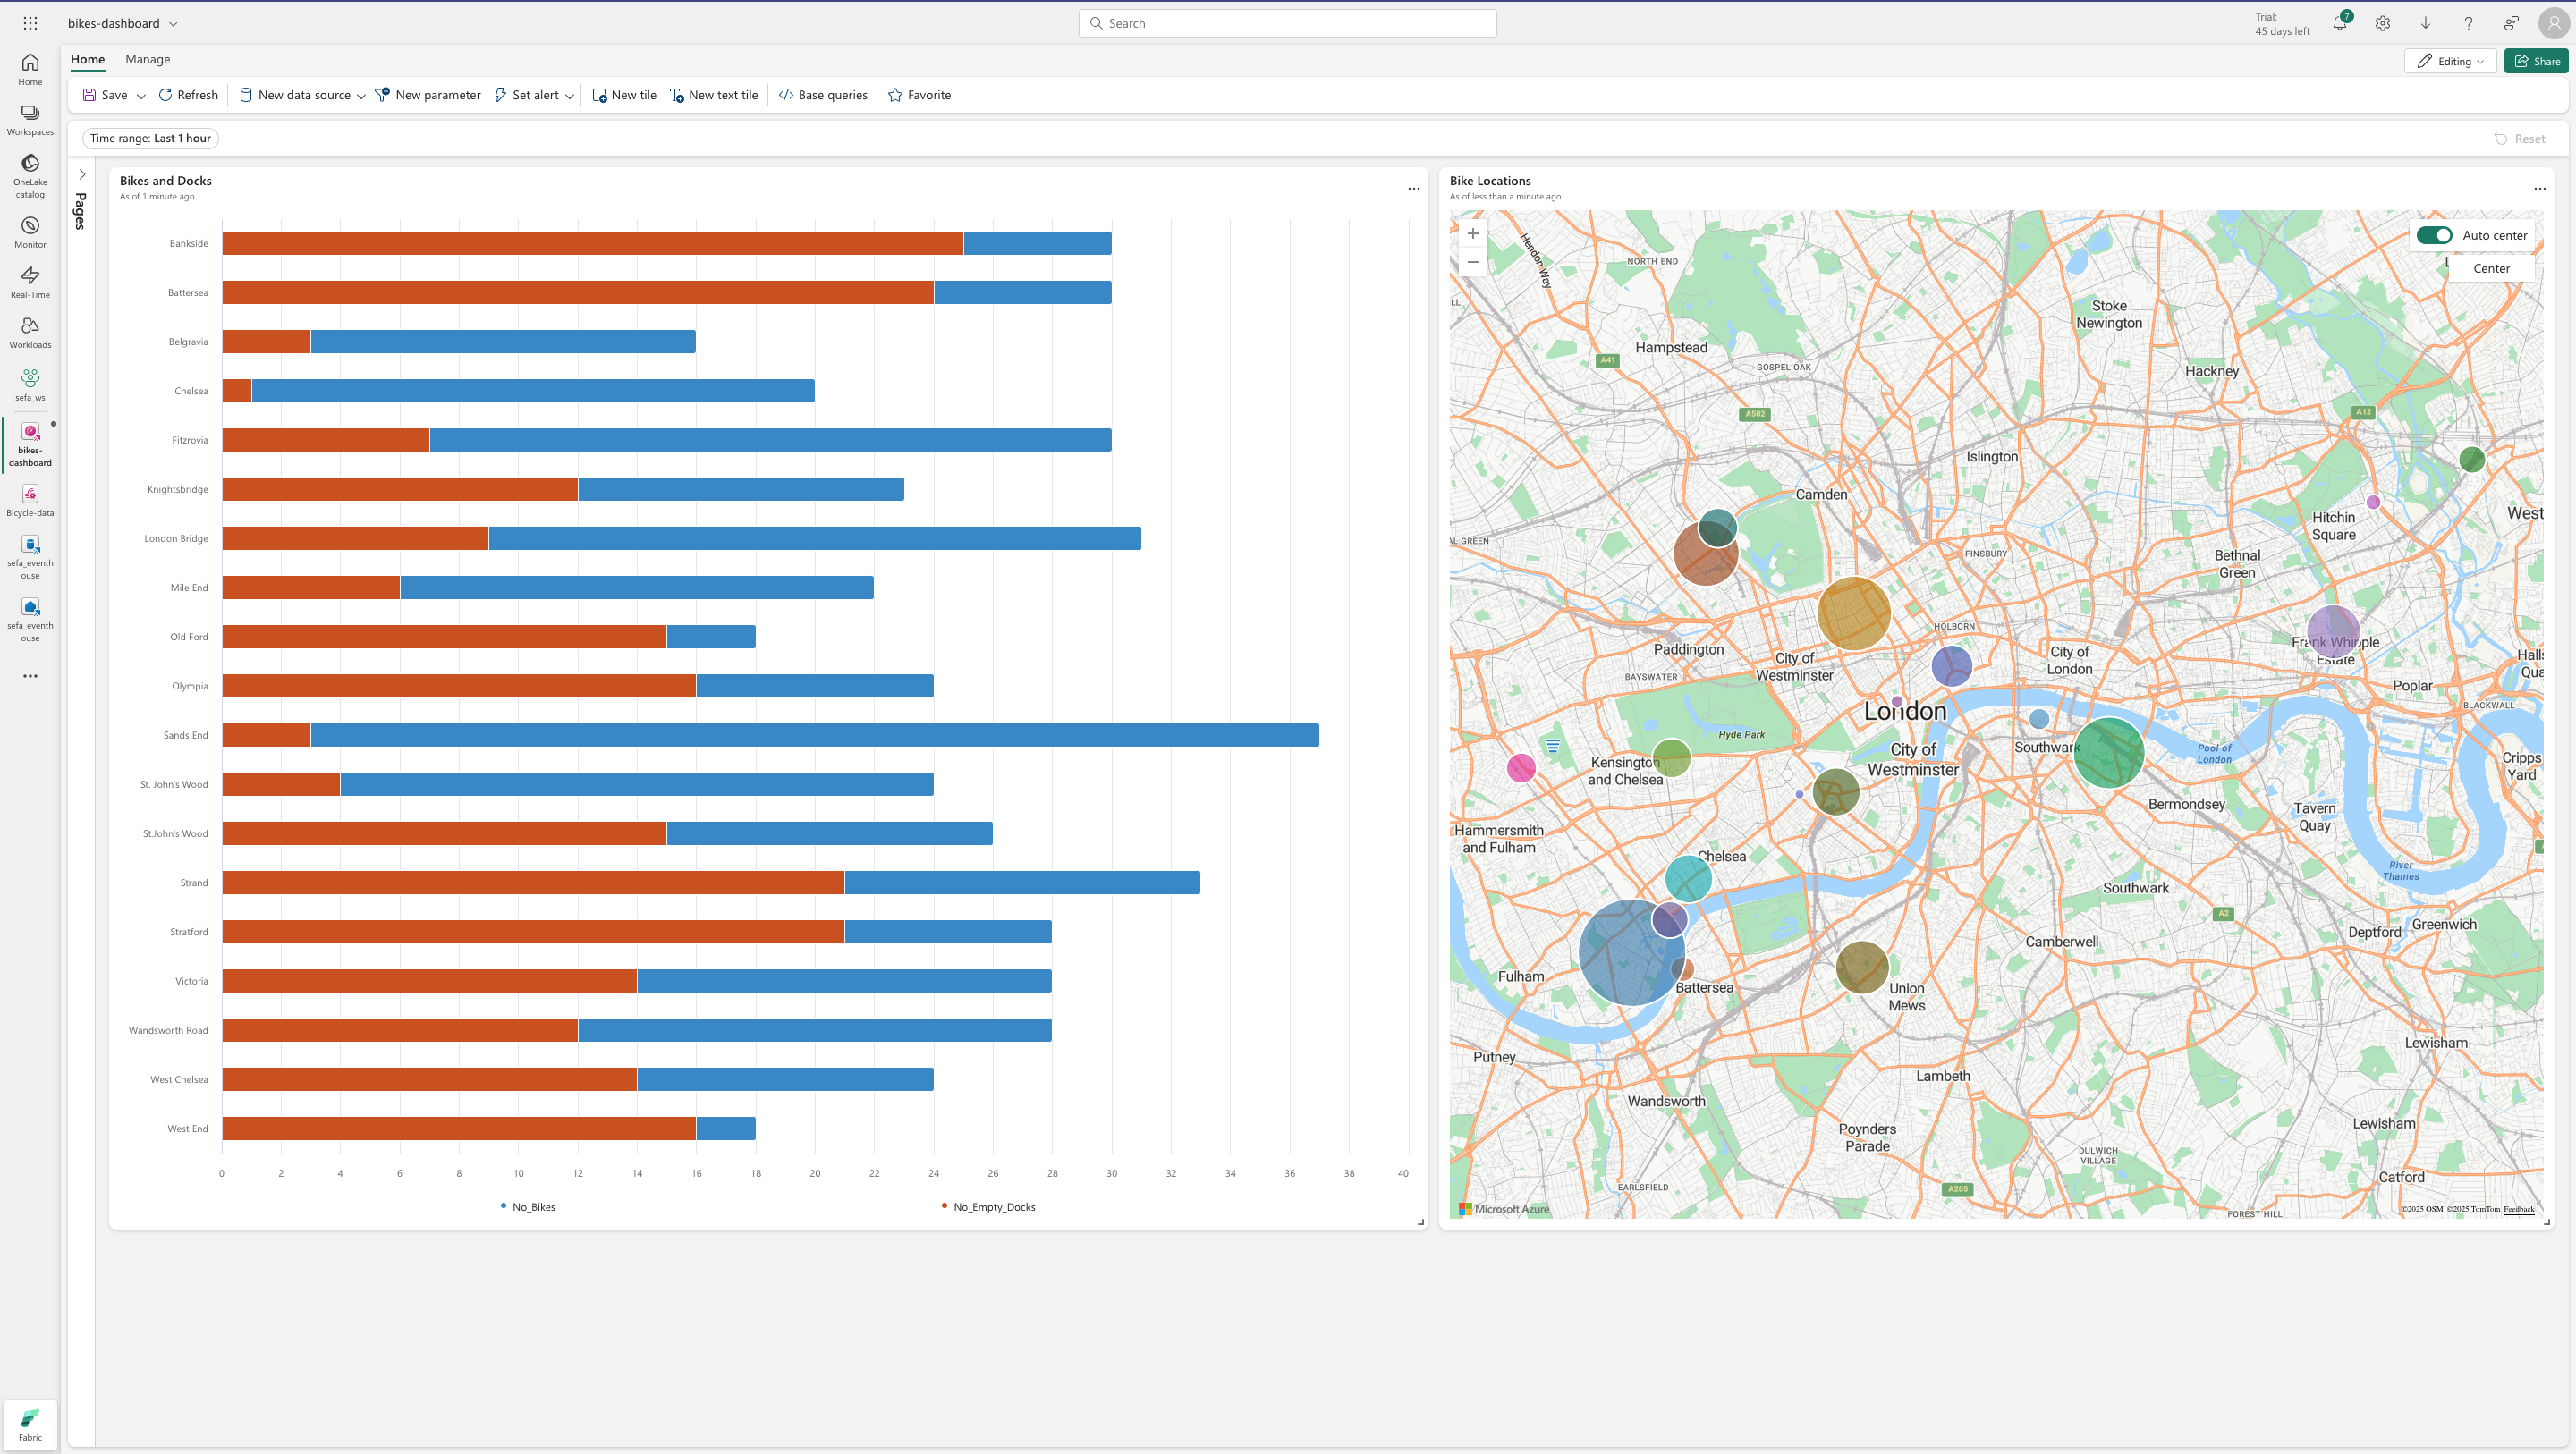 bikes-dashboard
Search
Trial:
45 days left
7
Home
Manage
Editing
Share
Save
Refresh
New data source
New parameter
Set alert
New tile
New text tile
Base queries
Favorite
Time range: Last 1 hour
Reset
Home
Workspaces
OneLake
catalog
Monitor
Real-Time
Workloads
sefa_ws
bikes-
dashboard
Bicycle-data
sefa_eventh
ouse
sefa_eventh
ouse
Fabric
Pages
Bikes and Docks
As of 1 minute ago
Bankside
Battersea
Belgravia
Chelsea
Fitzrovia
Knightsbridge
London Bridge
Mile End
Old Ford
Olympia
Sands End
St. John's Wood
St.John's Wood
Strand
Stratford
Victoria
Wandsworth Road
West Chelsea
West End
0 2 4 6 8 10 12 14 16 18 20 22 24 26 28 30 32 34 36 38 40
No_Bikes
No_Empty_Docks
Bike Locations
As of less than a minute ago
Auto center
Center
Hendon Way
NORTH END
Stoke
Newington
Hampstead
A41
GOSPEL OAK
Hackney
A502
A12
Islington
Camden
Hitchin
Square
West
AL GREEN
FINSBURY
Bethnal
Green
HOLBORN
Paddington
City of
Westminster
City of
London
Frank Whipple
Estate
BAYSWATER
Poplar
Halls
Qua
BLACKWALL
London
Hyde Park
Southwark
Pool of
London
City of
Westminster
Kensington
and Chelsea
Cripps
Yard
Bermondsey
Tavern
Quay
Hammersmith
and Fulham
Chelsea
River
Thames
Southwark
A2
Greenwich
Deptford
Camberwell
Fulham
Battersea
Union
Mews
Putney
Lewisham
Lambeth
Wandsworth
Poynders
Parade
Lewisham
DULWICH
VILLAGE
Catford
EARLSFIELD
A205
FOREST HILL
Microsoft Azure
©2025 OSM ©2025 TomTom Feedback